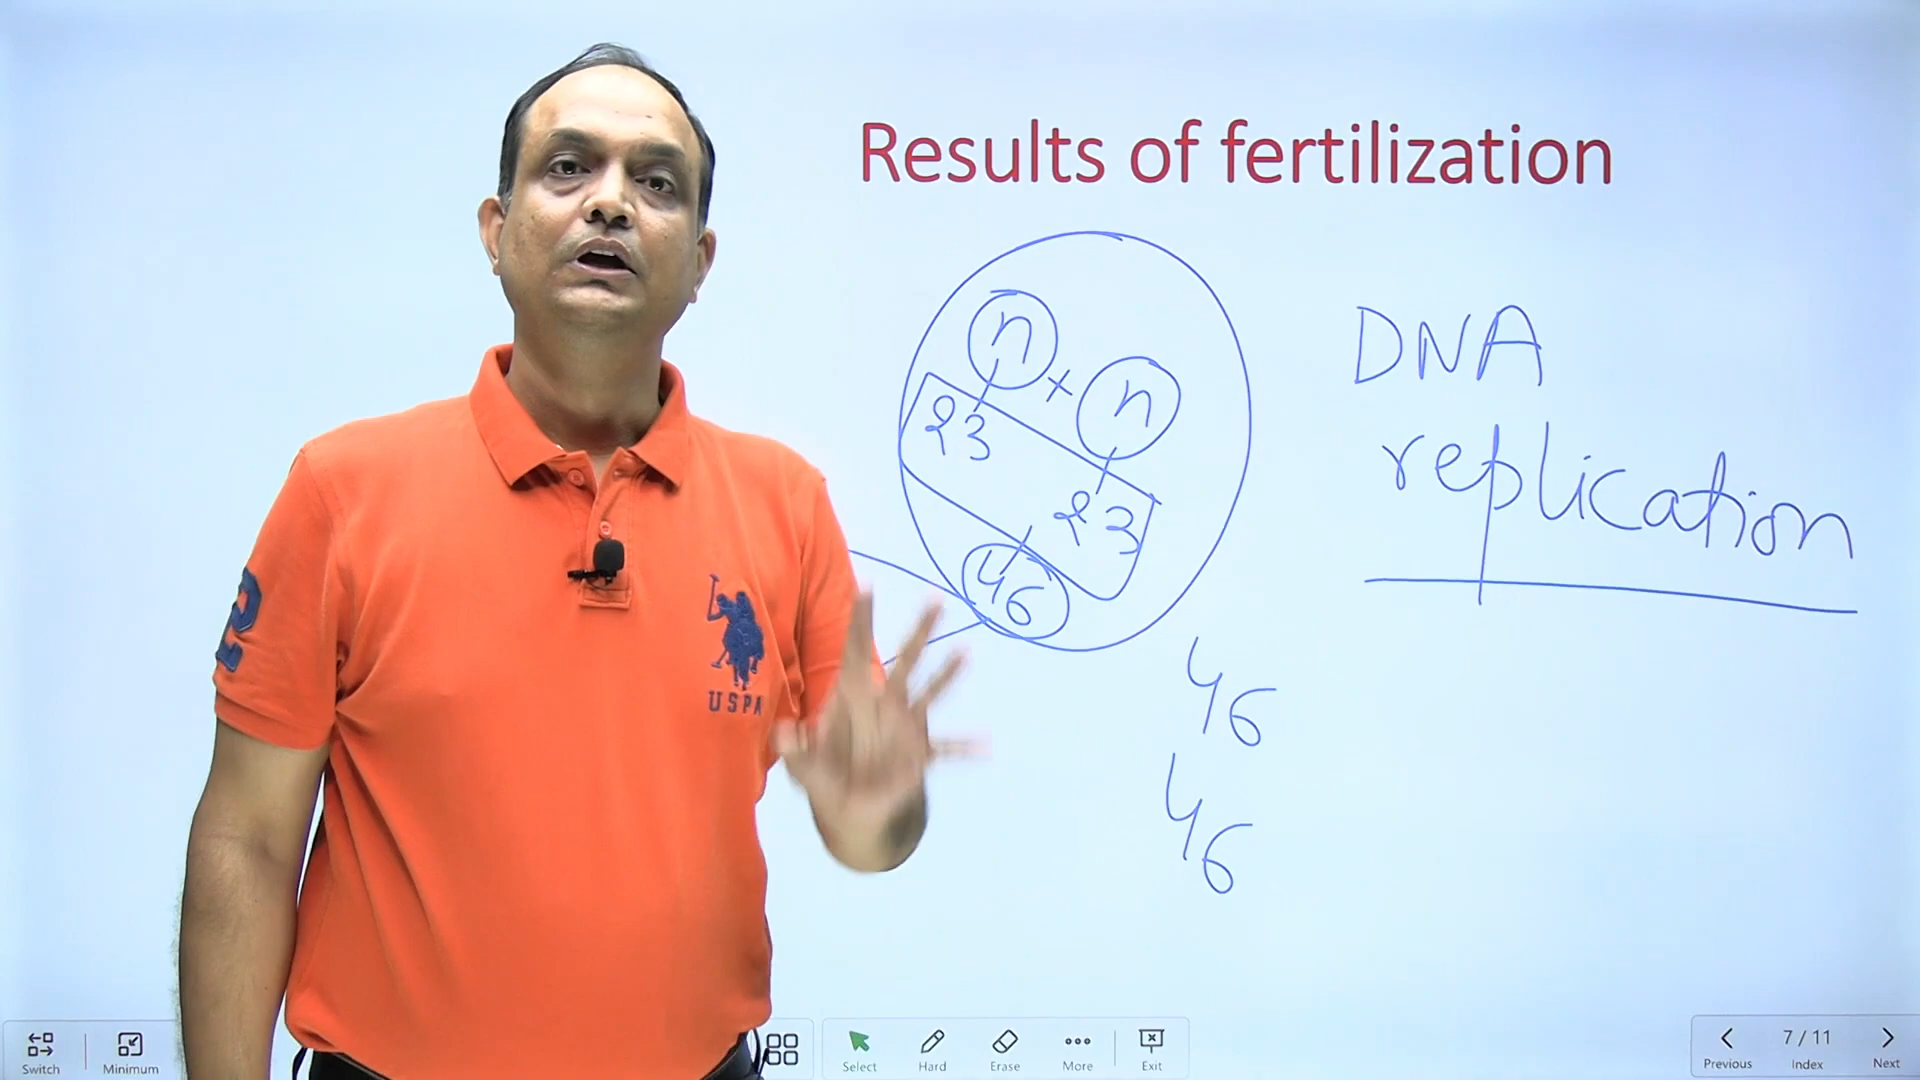 Results of fertilization
n + n
23
23
46
DNA
replication
46
46
2
USPA
Switch
Minimum
Select
Hard
Erase
More
Exit
Previous
7 / 11
Index
Next